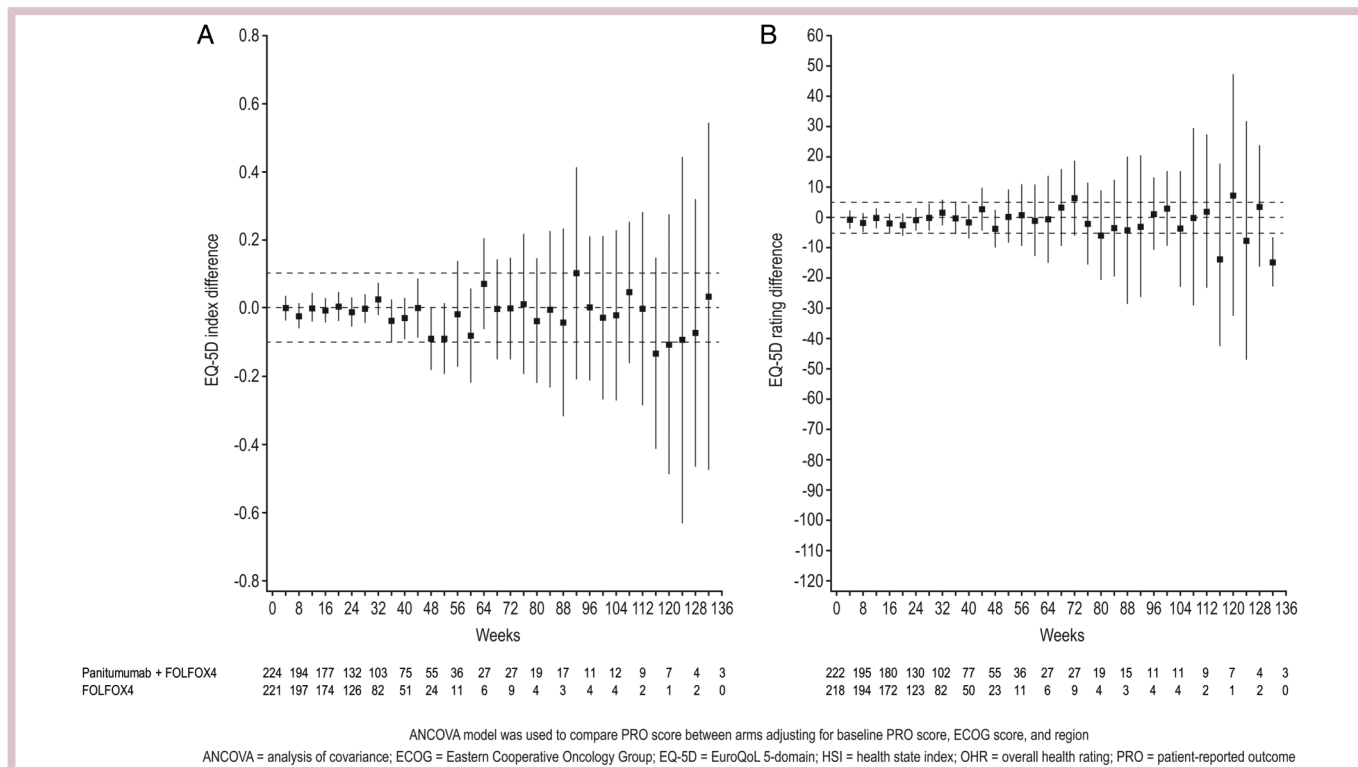 A
0.8
0.6
0.4
0.2
0.0
-0.2
-0.4
-0.6
-0.8
EQ-5D index difference
0 8 16 24 32 40 48 56 64 72 80 88 96 104 112 120 128 136
Weeks
B
60
50
40
30
20
10
0
-10
-20
-30
-40
-50
-60
-70
-80
-90
-100
-110
-120
EQ-5D rating difference
0 8 16 24 32 40 48 56 64 72 80 88 96 104 112 120 128 136
Weeks
Panitumumab + FOLFOX4 224 194 177 132 103 75 55 36 27 27 19 17 11 12 9 7 4 3 222 195 180 130 102 77 55 36 27 27 19 15 11 11 9 7 4 3
FOLFOX4 221 197 174 126 82 51 24 11 6 9 4 3 4 4 2 1 2 0 218 194 172 123 82 50 23 11 6 9 4 3 4 4 2 1 2 0
ANCOVA model was used to compare PRO score between arms adjusting for baseline PRO score, ECOG score, and region
ANCOVA = analysis of covariance; ECOG = Eastern Cooperative Oncology Group; EQ-5D = EuroQoL 5-domain; HSI = health state index; OHR = overall health rating; PRO = patient-reported outcome